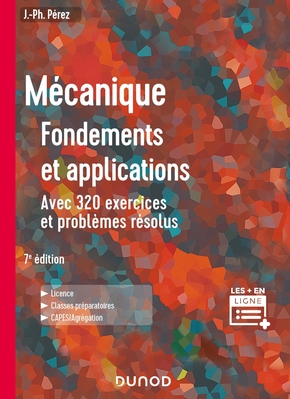 J.-Ph. Pérez
Mécanique
Fondements
et applications
Avec 320 exercices
et problèmes résolus
7e édition
▶ Licence
▶ Classes préparatoires
▶ CAPES/Agrégation
LES + EN
LIGNE
DUNOD